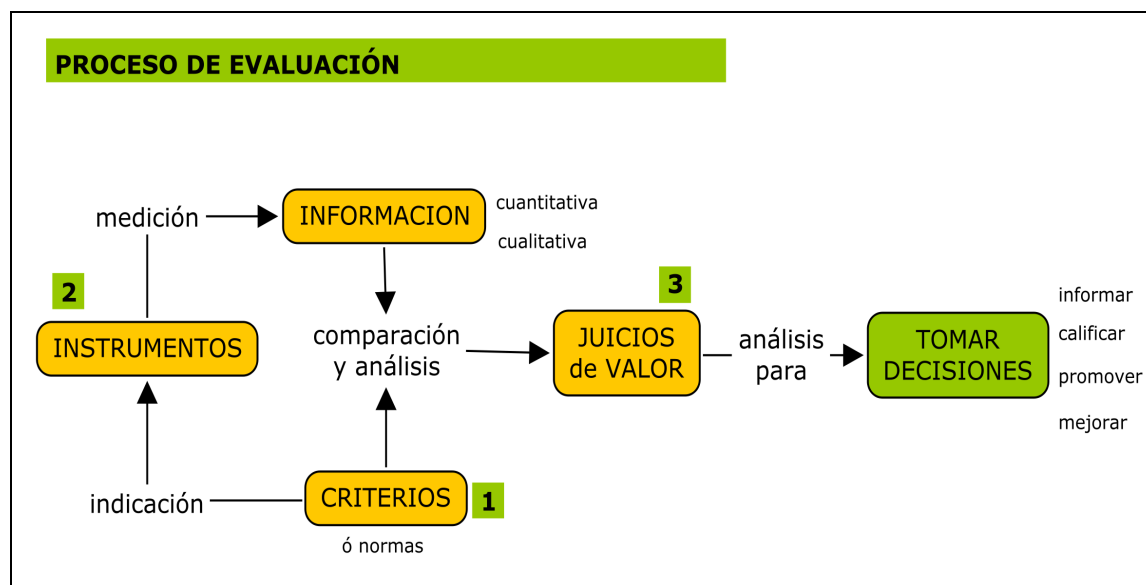 PROCESO DE EVALUACIÓN
medición
INFORMACION
cuantitativa
cualitativa
2
INSTRUMENTOS
comparación
y análisis
3
JUICIOS
de VALOR
análisis
para
TOMAR
DECISIONES
informar
calificar
promover
mejorar
indicación
CRITERIOS
1
ó normas